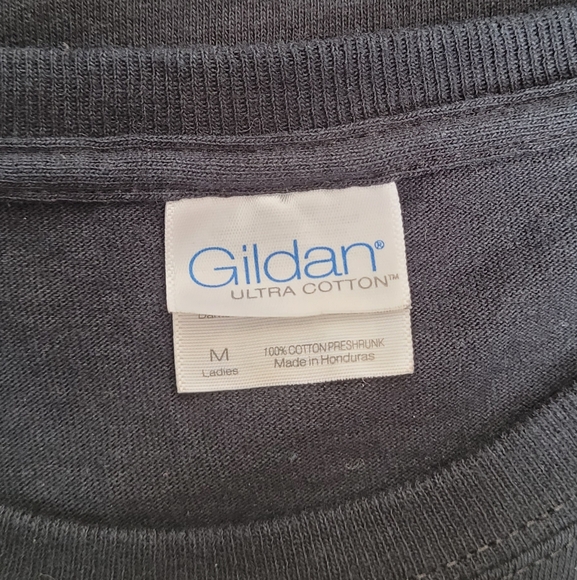 Gildan®
ULTRA COTTON™
M
Ladies
100% COTTON PRESHRUNK
Made in Honduras